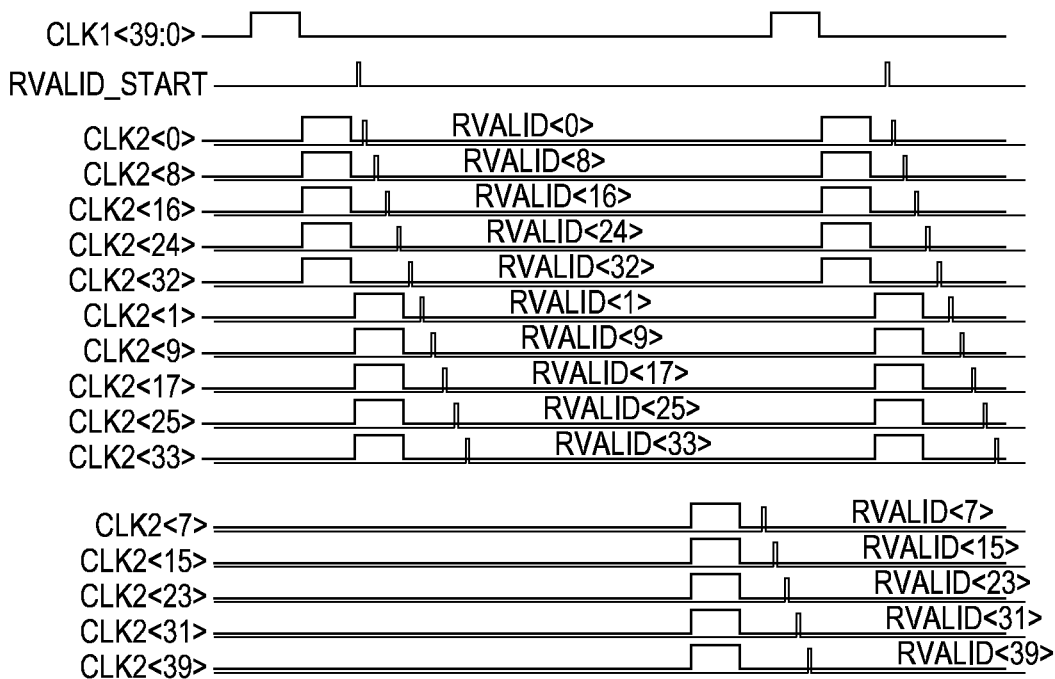 CLK1<39:0>
RVALID_START
CLK2<0> RVALID<0>
CLK2<8> RVALID<8>
CLK2<16> RVALID<16>
CLK2<24> RVALID<24>
CLK2<32> RVALID<32>
CLK2<1> RVALID<1>
CLK2<9> RVALID<9>
CLK2<17> RVALID<17>
CLK2<25> RVALID<25>
CLK2<33> RVALID<33>
CLK2<7> RVALID<7>
CLK2<15> RVALID<15>
CLK2<23> RVALID<23>
CLK2<31> RVALID<31>
CLK2<39> RVALID<39>